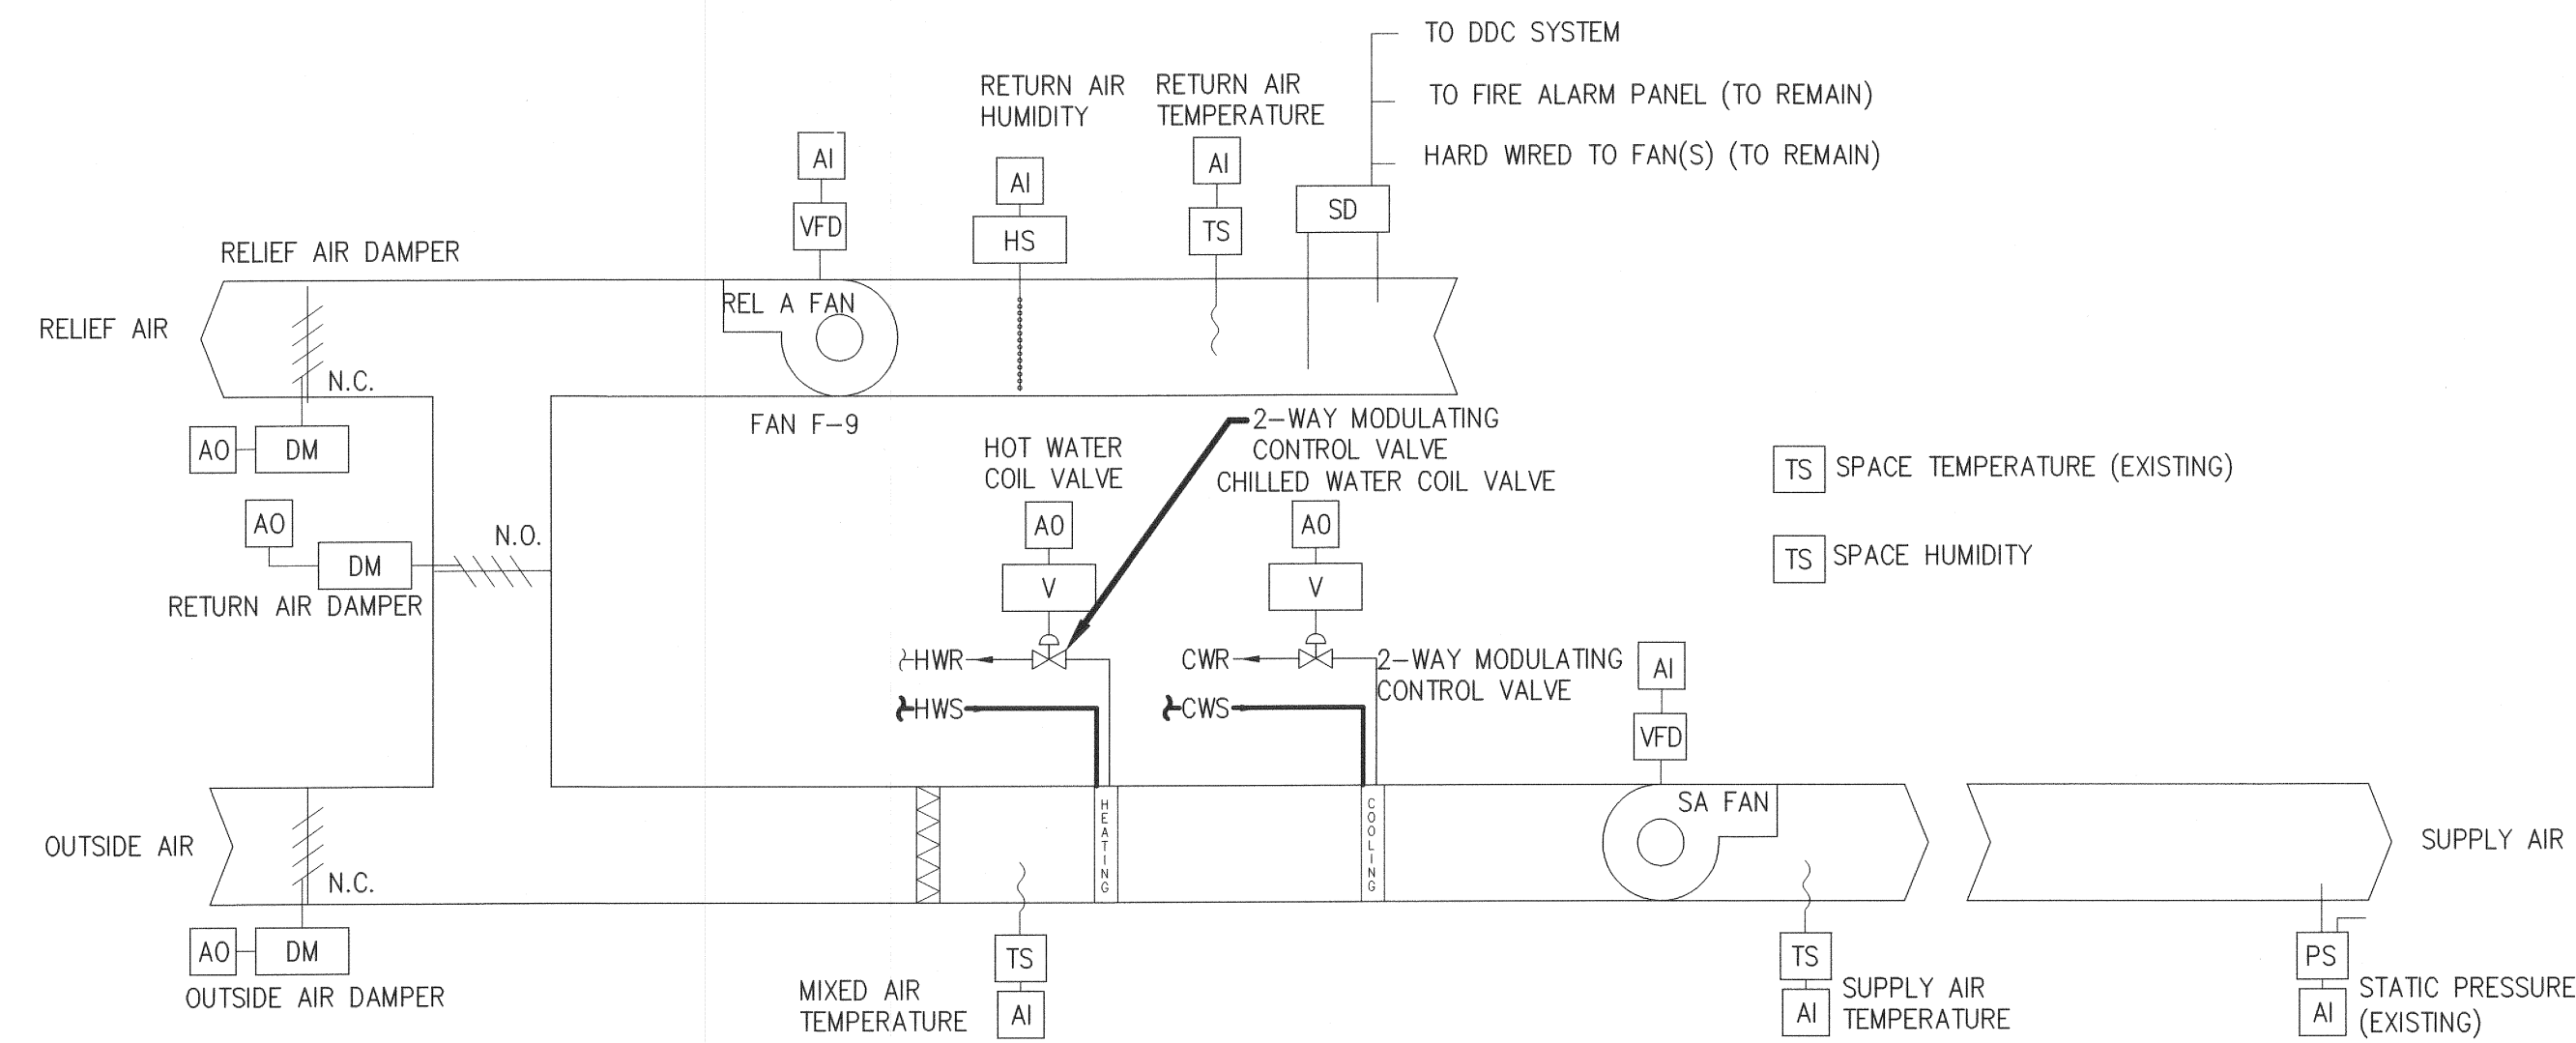 TO DDC SYSTEM
TO FIRE ALARM PANEL (TO REMAIN)
HARD WIRED TO FAN(S) (TO REMAIN)
RETURN AIR
HUMIDITY
RETURN AIR
TEMPERATURE
AI
AI
AI
VFD
HS
TS
SD
RELIEF AIR DAMPER
REL A FAN
RELIEF AIR
N.C.
FAN F-9
AO
DM
2-WAY MODULATING
CONTROL VALVE
HOT WATER
COIL VALVE
CHILLED WATER COIL VALVE
TS
SPACE TEMPERATURE (EXISTING)
AO
N.O.
DM
RETURN AIR DAMPER
AO
AO
V
V
TS
SPACE HUMIDITY
HWR
CWR
2-WAY MODULATING
CONTROL VALVE
AI
HWS
CWS
VFD
HEATING
COOLING
SA FAN
OUTSIDE AIR
N.C.
SUPPLY AIR
AO
DM
OUTSIDE AIR DAMPER
TS
AI
MIXED AIR
TEMPERATURE
TS
AI
SUPPLY AIR
TEMPERATURE
PS
AI
STATIC PRESSURE
(EXISTING)